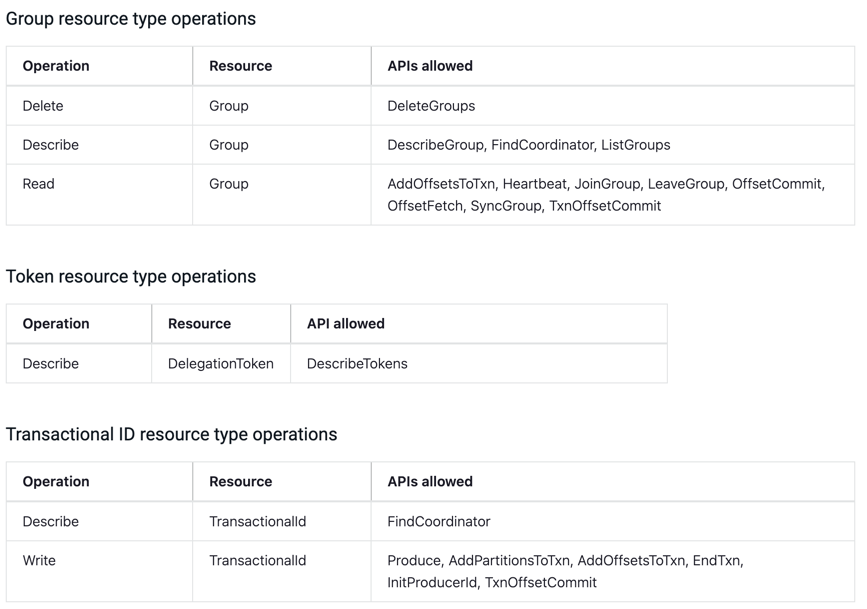 Group resource type operations
Operation Resource APIs allowed
Delete Group DeleteGroups
Describe Group DescribeGroup, FindCoordinator, ListGroups
Read Group AddOffsetsToTxn, Heartbeat, JoinGroup, LeaveGroup, OffsetCommit,
OffsetFetch, SyncGroup, TxnOffsetCommit
Token resource type operations
Operation Resource API allowed
Describe DelegationToken DescribeTokens
Transactional ID resource type operations
Operation Resource APIs allowed
Describe TransactionalId FindCoordinator
Write TransactionalId Produce, AddPartitionsToTxn, AddOffsetsToTxn, EndTxn,
InitProducerId, TxnOffsetCommit